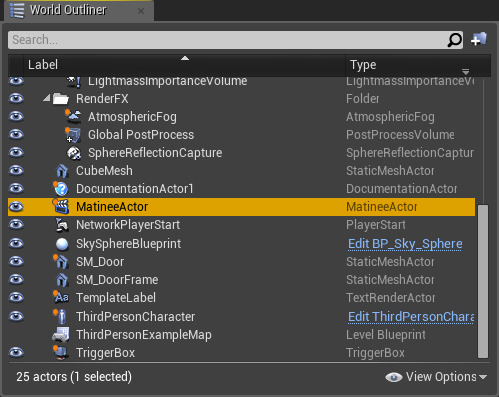 World Outliner
Search...
Label Type
LightmassImportanceVolume LightmassImportanceVo
RenderFX Folder
AtmosphericFog AtmosphericFog
Global PostProcess PostProcessVolume
SphereReflectionCapture SphereReflectionCaptur
CubeMesh StaticMeshActor
DocumentationActor1 DocumentationActor
MatineeActor MatineeActor
NetworkPlayerStart PlayerStart
SkySphereBlueprint Edit BP_Sky_Sphere
SM_Door StaticMeshActor
SM_DoorFrame StaticMeshActor
TemplateLabel TextRenderActor
ThirdPersonCharacter Edit ThirdPersonChara
ThirdPersonExampleMap Level Blueprint
TriggerBox TriggerBox
25 actors (1 selected) View Options